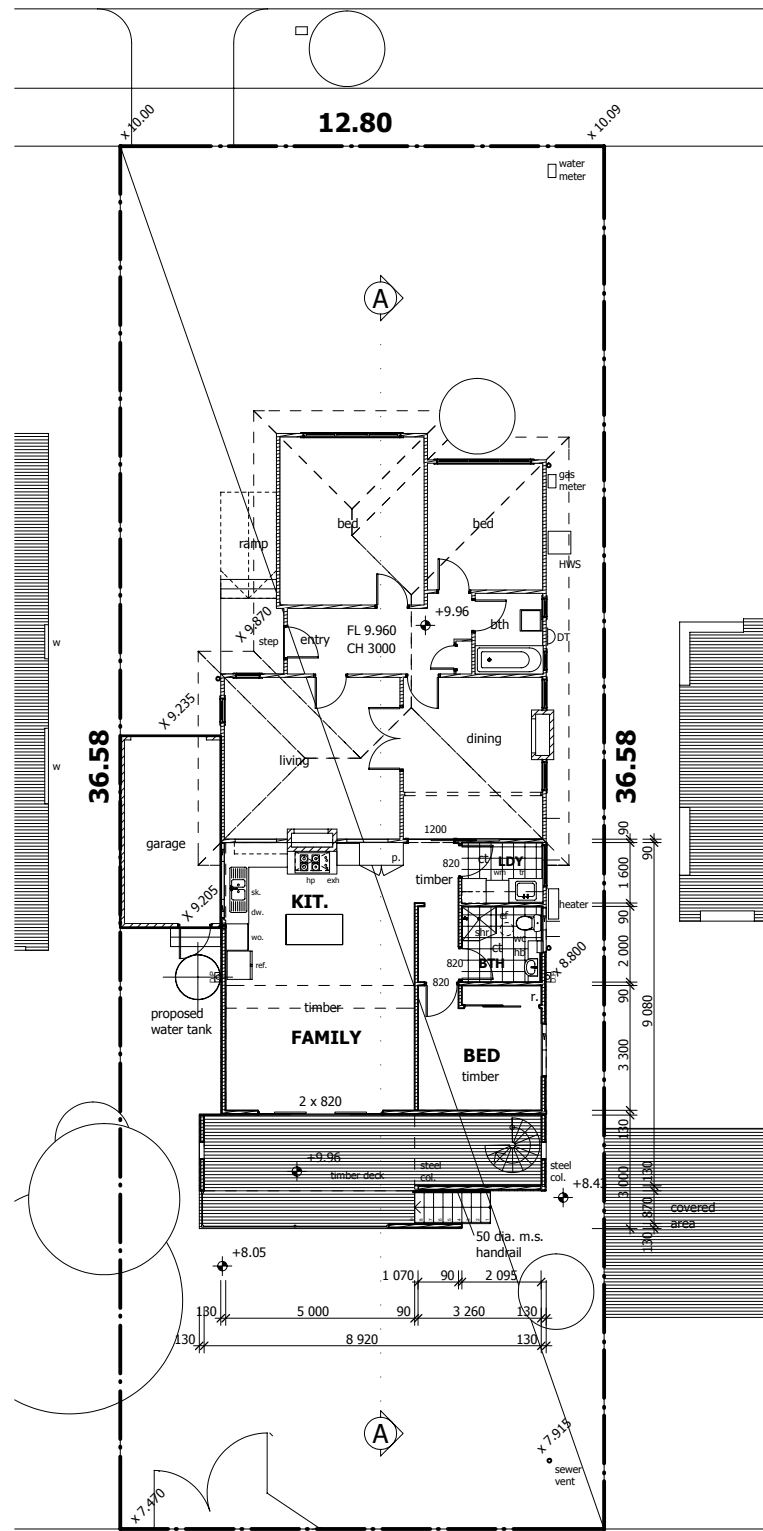 12.80
x 10.00
x 10.09
water
meter
A
bed
bed
gas
meter
ramp
HWS
+9.96
X 9.870
entry
FL 9.960
CH 3000
bth
DT
step
w
X 9.235
36.58
36.58
living
dining
w
garage
1200
90
90
p.
820
ct
LDY
wm
tr
1 600
hp
exh
timber
X 9.205
sk.
KIT.
heater
dw.
cf
90
shr
wc
wo.
ct
hb
2 000
820
BTH
x 8.800
ref.
820
90
9 080
r.
proposed
water tank
timber
FAMILY
BED
timber
3 300
2 x 820
130
+9.96
timber deck
steel
col.
steel
col.
3 000
130
870
130
covered
area
50 dia. m.s.
handrail
+8.05
1 070
90
2 095
130
5 000
90
3 260
130
130
8 920
130
A
x 7.915
sewer
vent
x 7.470